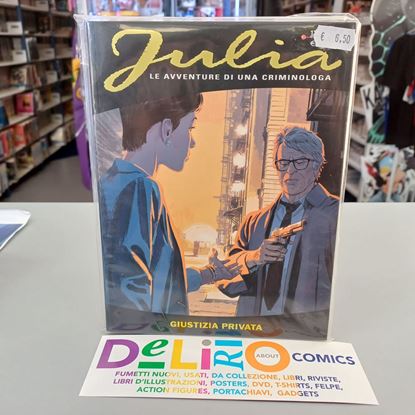 Julia
€ 6,50
LE AVVENTURE DI UNA CRIMINOLOGA
GIUSTIZIA PRIVATA
DeLiRiO ABOUT COMICS
FUMETTI NUOVI, USATI, DA COLLEZIONE, LIBRI, RIVISTE,
LIBRI D'ILLUSTRAZIONI, POSTERS, DVD, T-SHIRTS, FELPE,
ACTION FIGURES, PORTACHIAVI, GADGETS